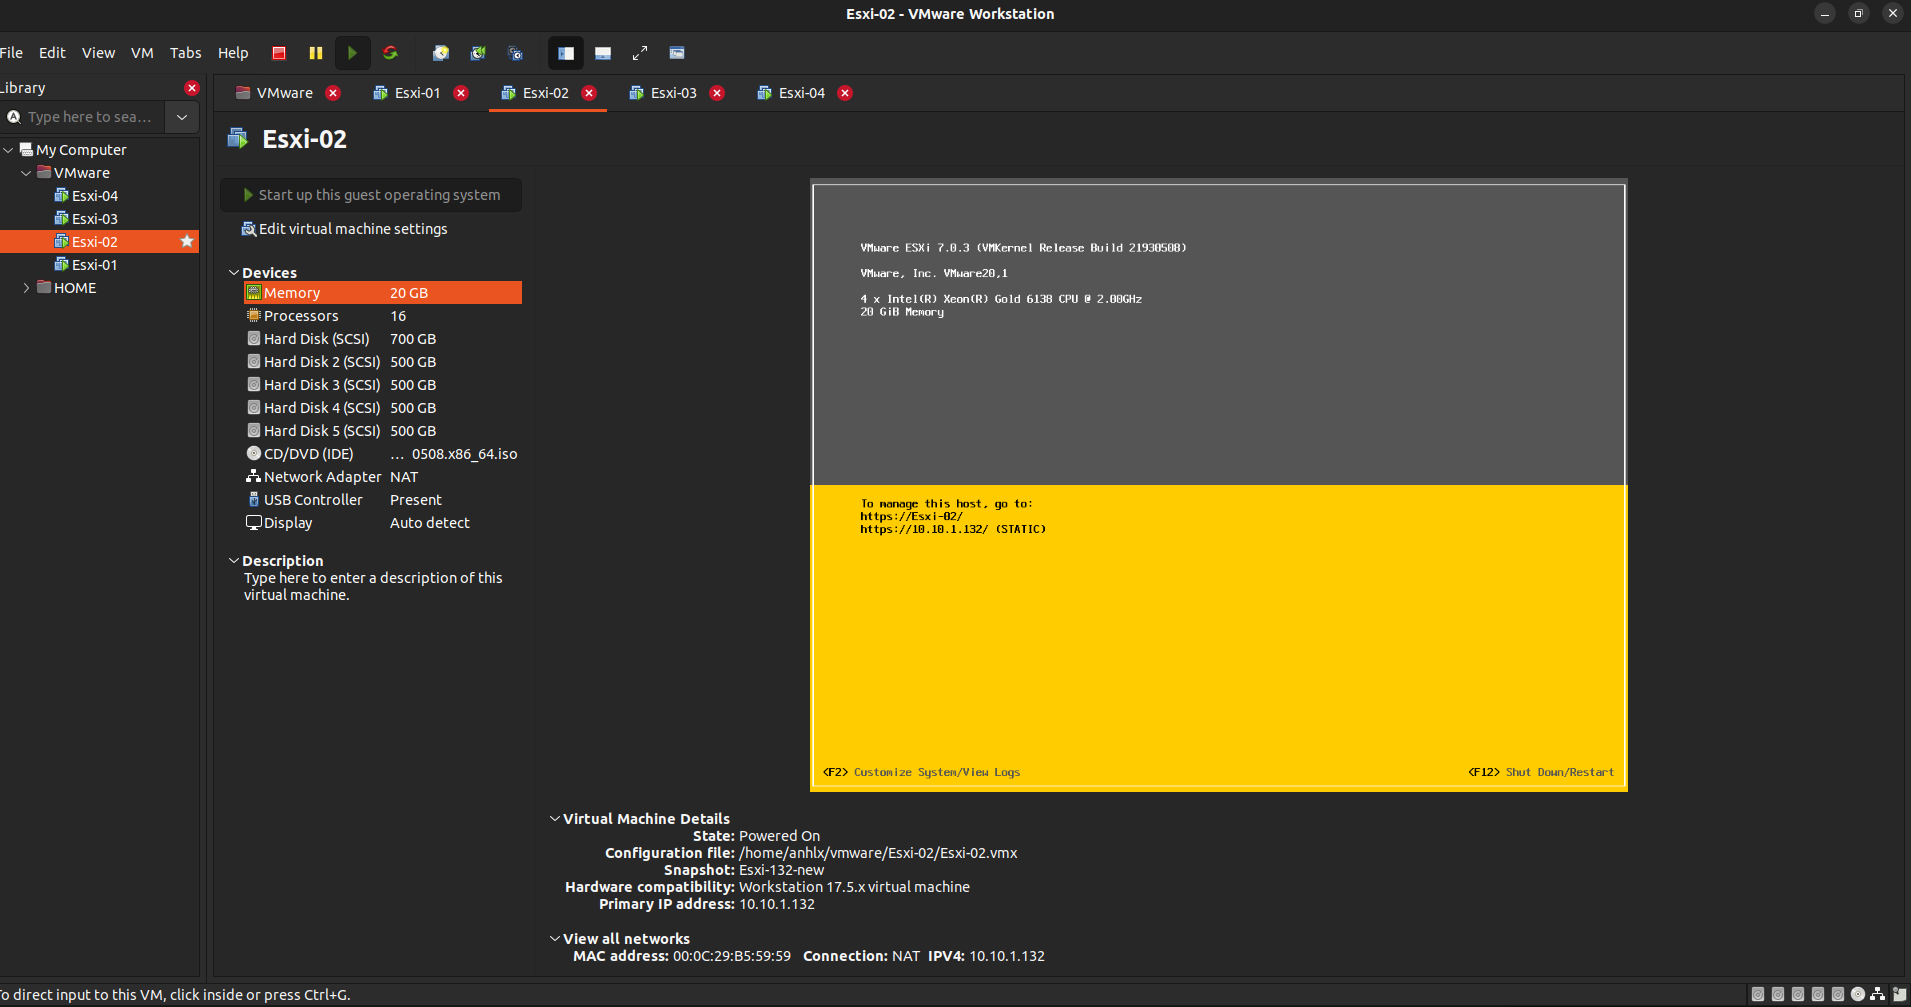 Esxi-02 - VMware Workstation
File Edit View VM Tabs Help
Library
Type here to sea...
My Computer
VMware
Esxi-04
Esxi-03
Esxi-02
Esxi-01
HOME
VMware Esxi-01 Esxi-02 Esxi-03 Esxi-04
Esxi-02
Start up this guest operating system
Edit virtual machine settings
Devices
Memory 20 GB
Processors 16
Hard Disk (SCSI) 700 GB
Hard Disk 2 (SCSI) 500 GB
Hard Disk 3 (SCSI) 500 GB
Hard Disk 4 (SCSI) 500 GB
Hard Disk 5 (SCSI) 500 GB
CD/DVD (IDE) ... 0508.x86_64.iso
Network Adapter NAT
USB Controller Present
Display Auto detect
Description
Type here to enter a description of this
virtual machine.
VMware ESXi 7.0.3 (VMKernel Release Build 21930508)
VMware, Inc. VMware20,1
4 x Intel(R) Xeon(R) Gold 6138 CPU @ 2.00GHz
20 GiB Memory
To manage this host, go to:
https://Esxi-02/
https://10.10.1.132/ (STATIC)
<F2> Customize System/View Logs
<F12> Shut Down/Restart
Virtual Machine Details
State: Powered On
Configuration file: /home/anhlx/vmware/Esxi-02/Esxi-02.vmx
Snapshot: Esxi-132-new
Hardware compatibility: Workstation 17.5.x virtual machine
Primary IP address: 10.10.1.132
View all networks
MAC address: 00:0C:29:B5:59:59 Connection: NAT IPV4: 10.10.1.132
To direct input to this VM, click inside or press Ctrl+G.